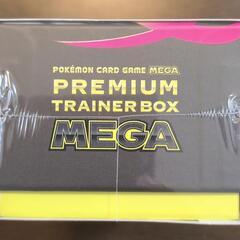 POKÉMON CARD GAME MEGA
PREMIUM
TRAINER BOX
MEGA